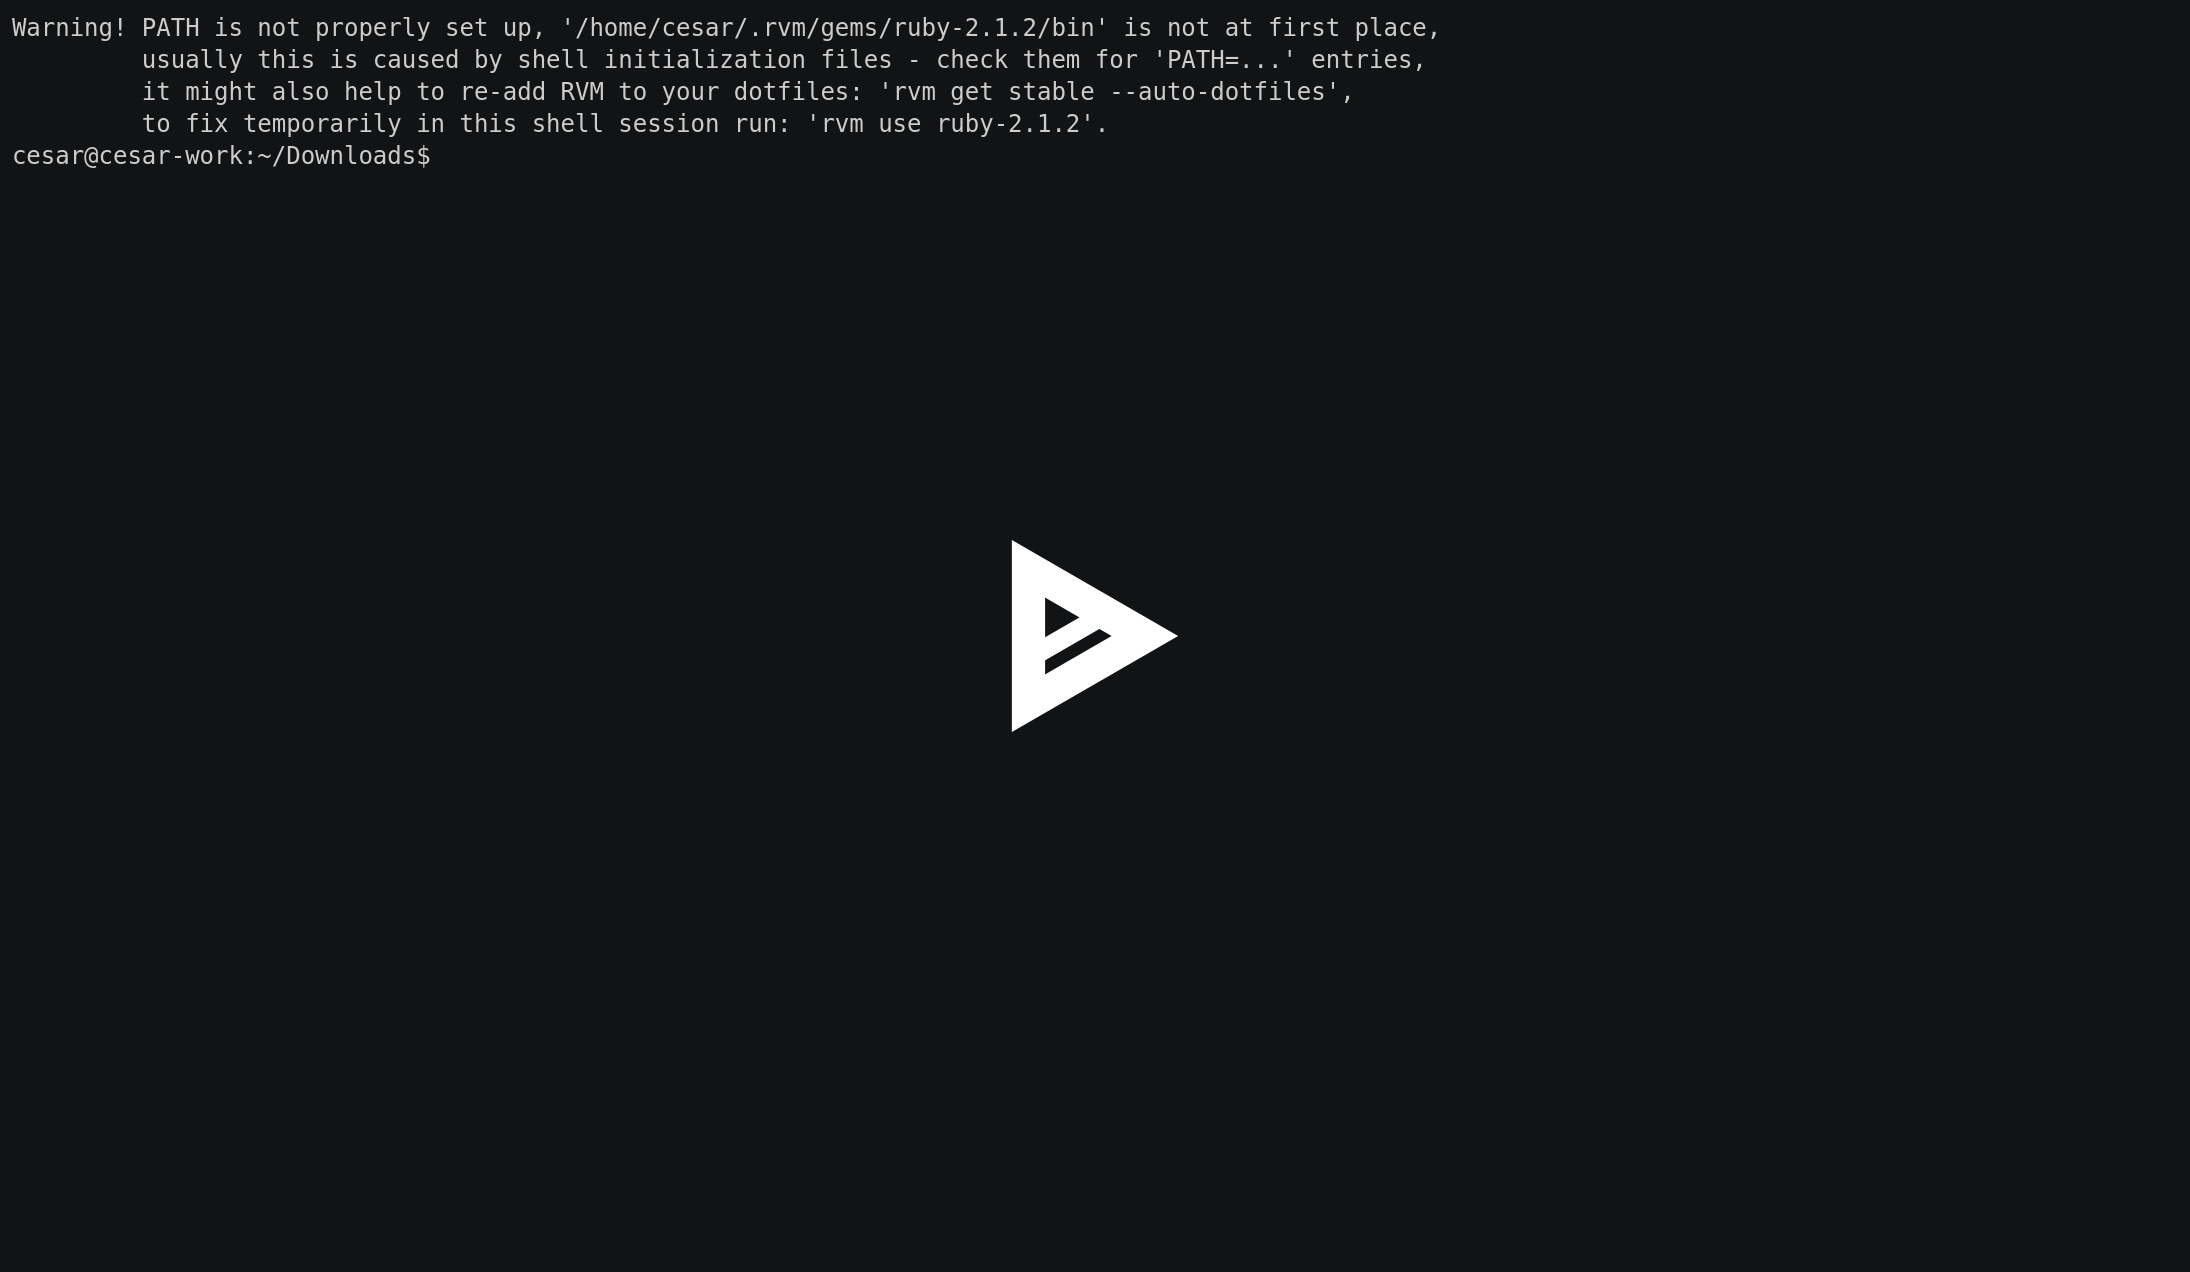 Warning! PATH is not properly set up, '/home/cesar/.rvm/gems/ruby-2.1.2/bin' is not at first place,
usually this is caused by shell initialization files - check them for 'PATH=...' entries,
it might also help to re-add RVM to your dotfiles: 'rvm get stable --auto-dotfiles',
to fix temporarily in this shell session run: 'rvm use ruby-2.1.2'.
cesar@cesar-work:~/Downloads$